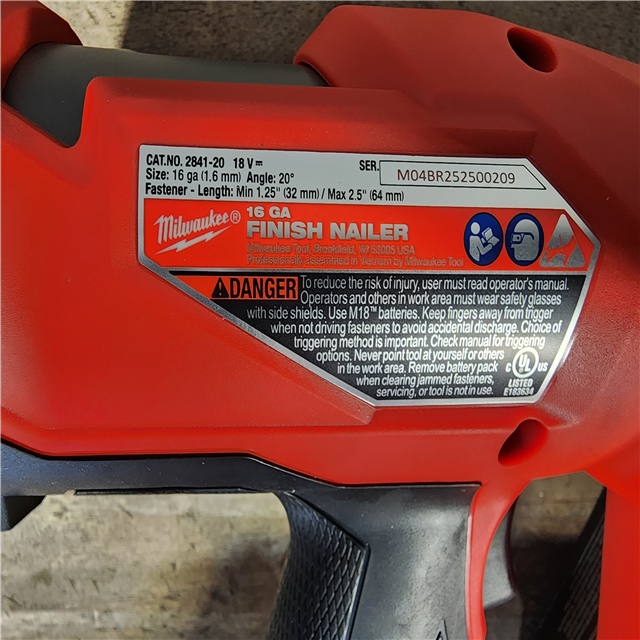 CAT.NO. 2841-20 18 V⎓ SER. M04BR252500209
Size: 16 ga (1.6 mm) Angle: 20°
Fastener - Length: Min 1.25" (32 mm) / Max 2.5" (64 mm)
Milwaukee® 16 GA
FINISH NAILER
Milwaukee Tool, Brookfield, WI 53005 USA
Professionally assembled in Vietnam by Milwaukee Tool
DANGER To reduce the risk of injury, user must read operator's manual.
Operators and others in work area must wear safety glasses
with side shields. Use M18™ batteries. Keep fingers away from trigger
when not driving fasteners to avoid accidental discharge. Choice of
triggering method is important. Check manual for triggering
options. Never point tool at yourself or others
in the work area. Remove battery pack
when clearing jammed fasteners,
servicing, or tool is not in use.
C UL US
LISTED
E183634